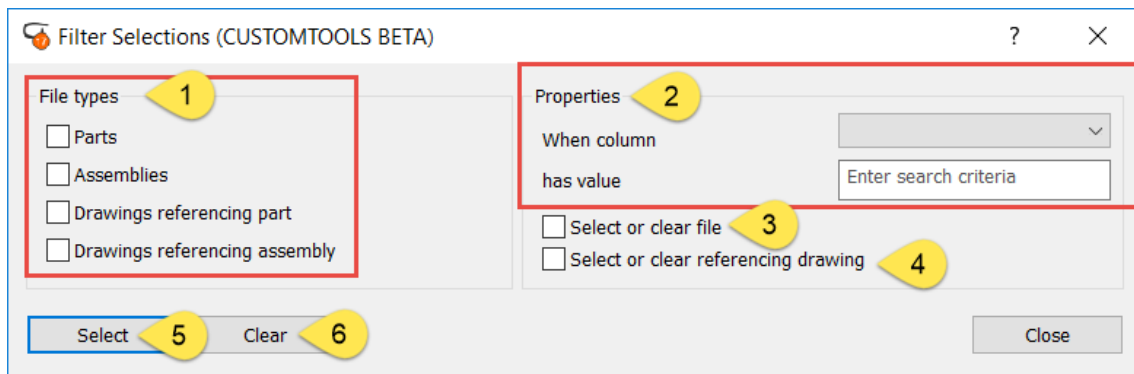 Filter Selections (CUSTOMTOOLS BETA) ?
File types 1
Parts
Assemblies
Drawings referencing part
Drawings referencing assembly
Properties 2
When column
has value Enter search criteria
Select or clear file 3
Select or clear referencing drawing 4
Select 5 Clear 6 Close